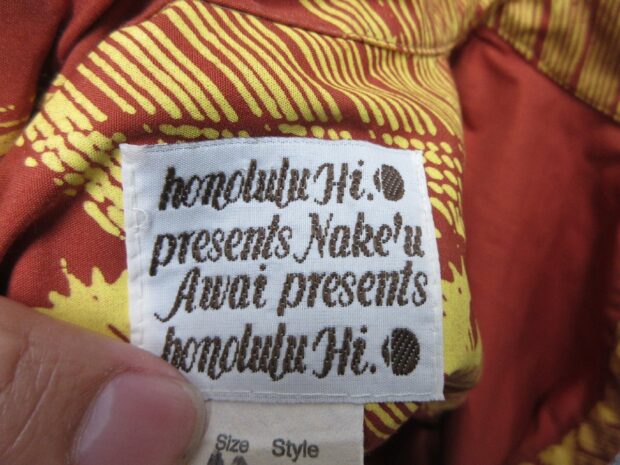 honolulu Hi.
presents Nake'u
Awai presents
honolulu Hi.
Size Style